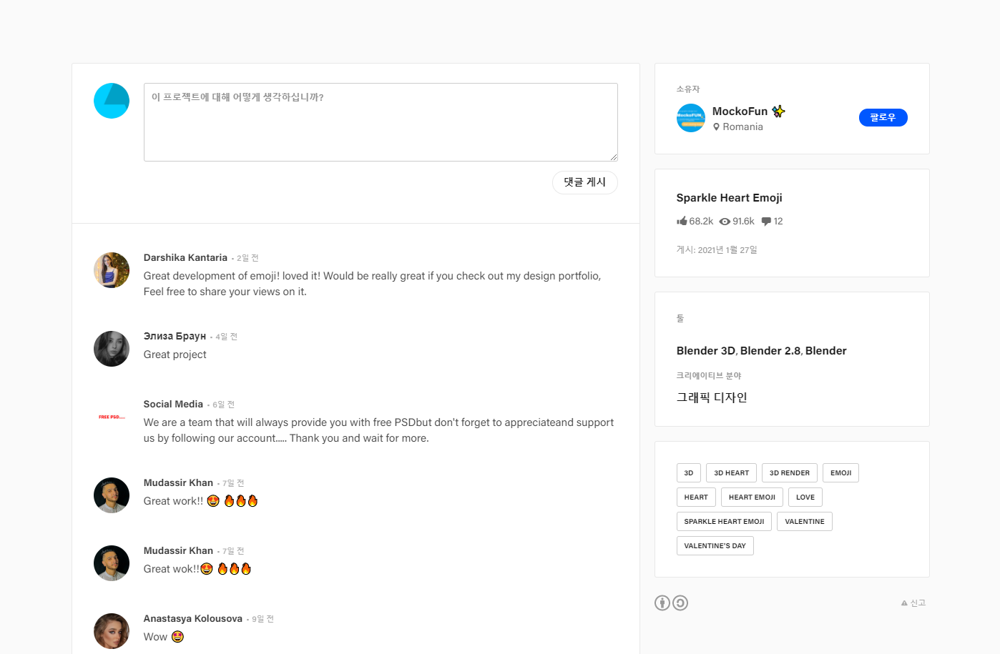 이 프로젝트에 대해 어떻게 생각하십니까?
댓글 게시
Darshika Kantaria • 2일 전
Great development of emoji! loved it! Would be really great if you check out my design portfolio,
Feel free to share your views on it.
Элиза Браун • 4일 전
Great project
FREE PSD.....
Social Media • 6일 전
We are a team that will always provide you with free PSDbut don't forget to appreciateand support
us by following our account..... Thank you and wait for more.
Mudassir Khan • 7일 전
Great work!! 😍 🔥🔥🔥
Mudassir Khan • 7일 전
Great wok!!😍 🔥🔥🔥
Anastasya Kolousova • 9일 전
Wow 🤩
소유자
MockoFUN
MockoFun ✨
Romania
팔로우
Sparkle Heart Emoji
68.2k 91.6k 12
게시: 2021년 1월 27일
툴
Blender 3D, Blender 2.8, Blender
크리에이티브 분야
그래픽 디자인
3D 3D HEART 3D RENDER EMOJI
HEART HEART EMOJI LOVE
SPARKLE HEART EMOJI VALENTINE
VALENTINE'S DAY
신고